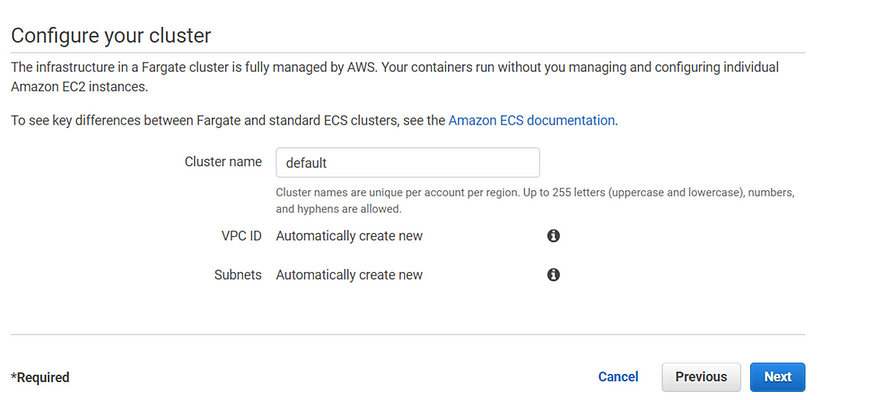 Configure your cluster
The infrastructure in a Fargate cluster is fully managed by AWS. Your containers run without you managing and configuring individual
Amazon EC2 instances.
To see key differences between Fargate and standard ECS clusters, see the Amazon ECS documentation.
Cluster name default
Cluster names are unique per account per region. Up to 255 letters (uppercase and lowercase), numbers,
and hyphens are allowed.
VPC ID Automatically create new
Subnets Automatically create new
*Required Cancel Previous Next